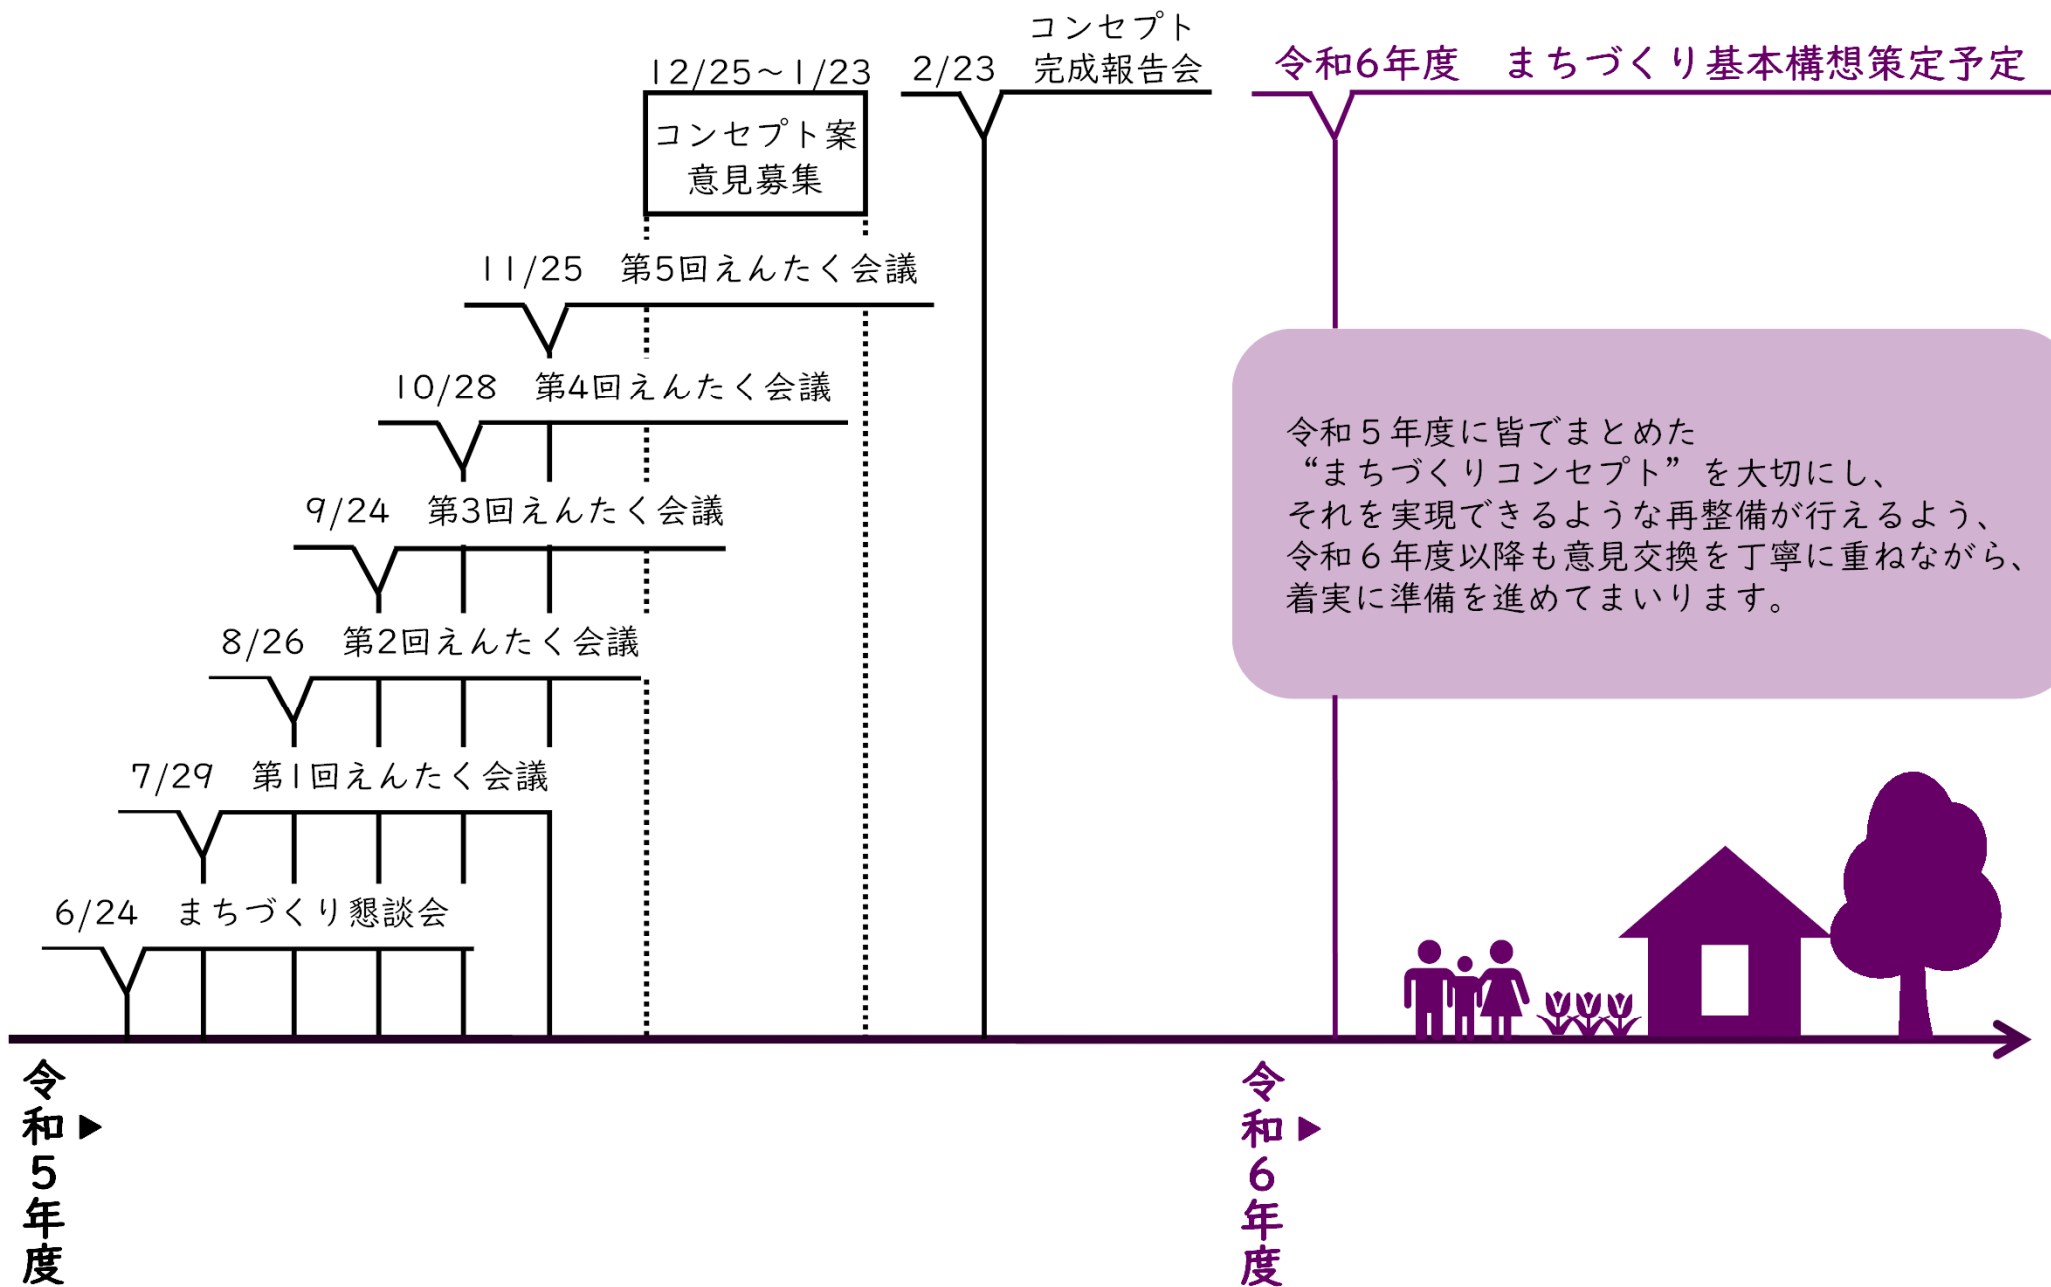 コンセプト
完成報告会
12/25~1/23
2/23
令和6年度 まちづくり基本構想策定予定
コンセプト案
意見募集
11/25 第5回えんたく会議
10/28 第4回えんたく会議
9/24 第3回えんたく会議
8/26 第2回えんたく会議
7/29 第1回えんたく会議
6/24 まちづくり懇談会
令和5年度に皆でまとめた
“まちづくりコンセプト”を大切にし、
それを実現できるような再整備が行えるよう、
令和6年度以降も意見交換を丁寧に重ねながら、
着実に準備を進めてまいります。
令和5年度▶
令和6年度▶